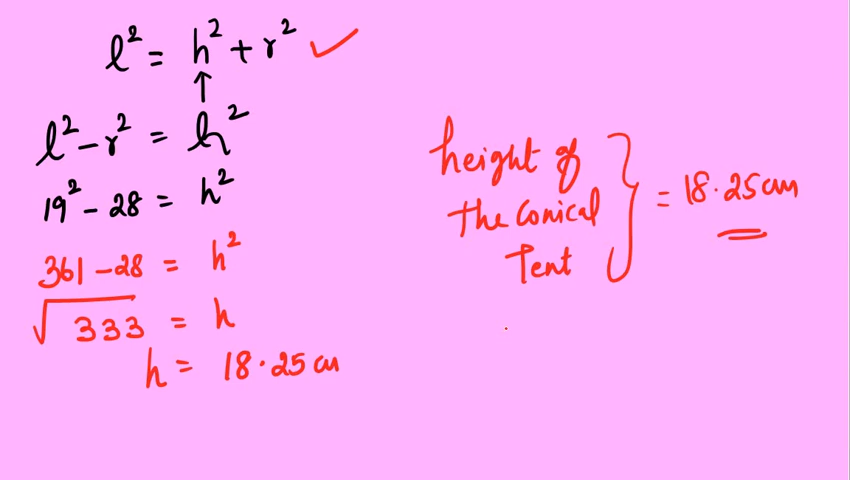 l² = h² + r² ✓
↑
l² - r² = h²
19² - 28 = h²
361 - 28 = h²
√333 = h
h = 18.25 cm
height of
the Conical
Tent } = 18.25 cm